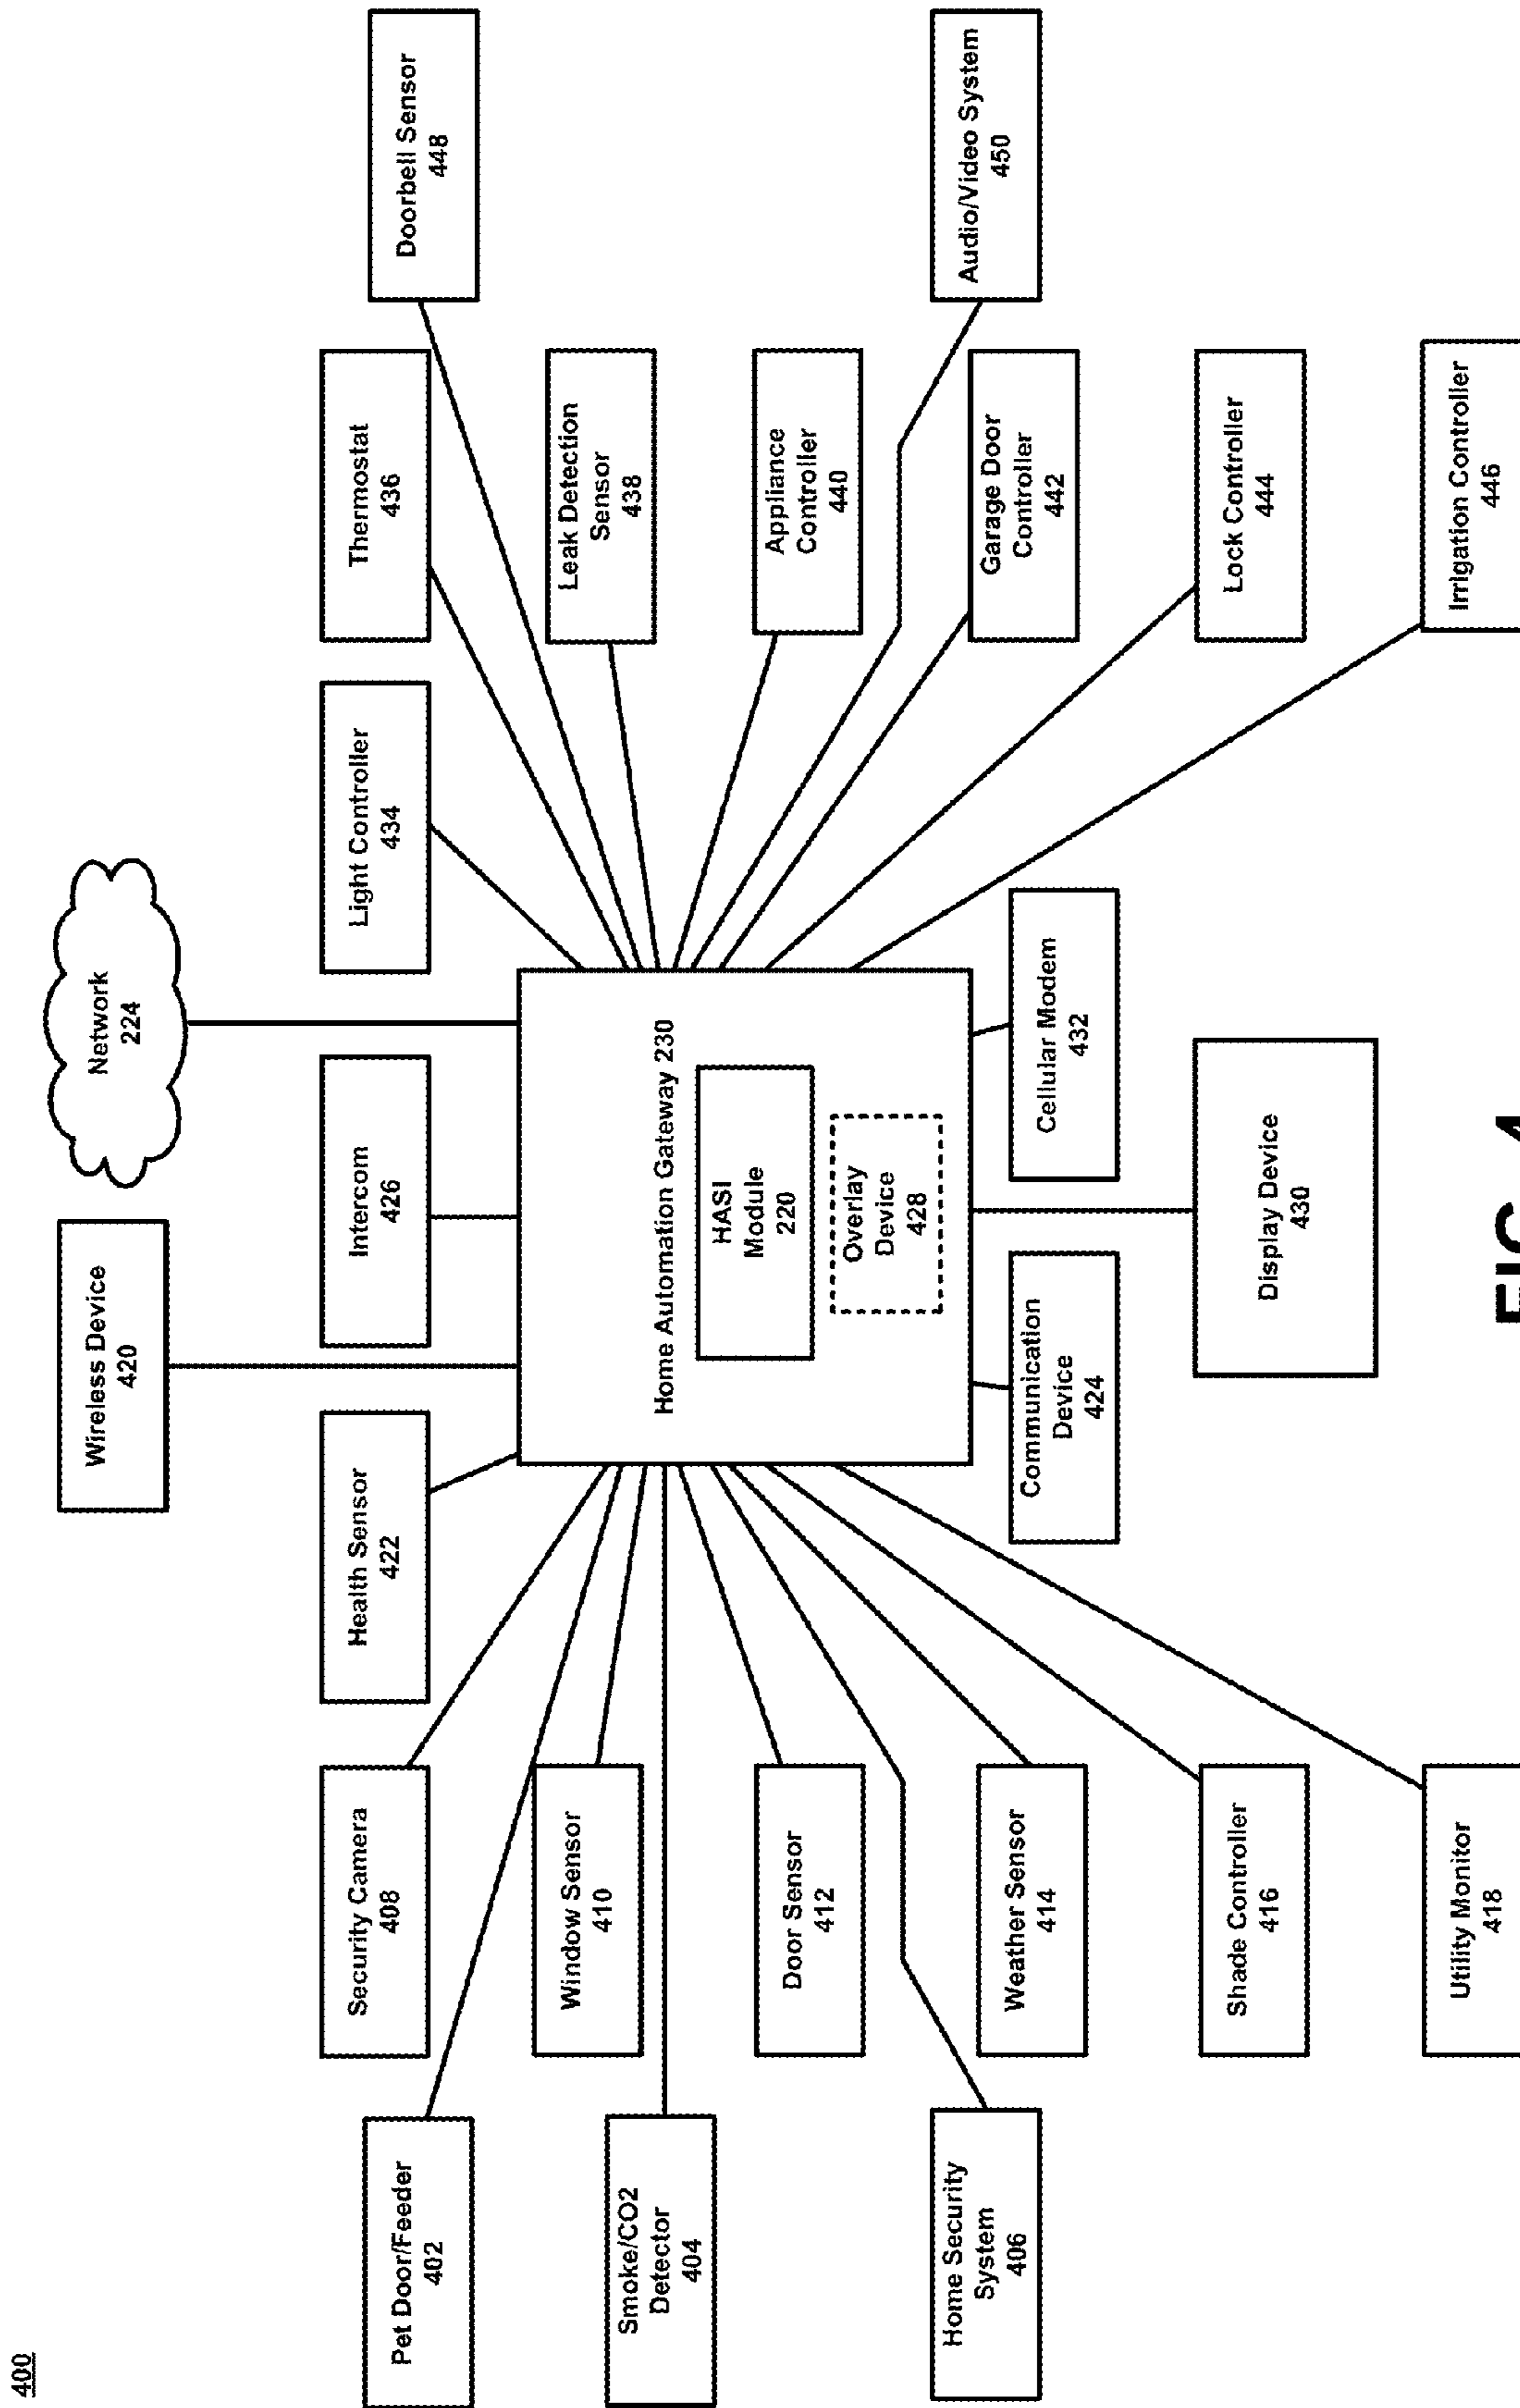 400
Network
224
Wireless Device
420
Health Sensor
422
Intercom
426
Light Controller
434
Thermostat
436
Doorbell Sensor
448
Pet Door/Feeder
402
Security Camera
408
Window Sensor
410
Smoke/CO2
Detector
404
Door Sensor
412
Home Security
System
406
Weather Sensor
414
Shade Controller
416
Utility Monitor
418
Home Automation Gateway 230
HASI
Module
220
Overlay
Device
428
Communication
Device
424
Cellular Modem
432
Display Device
430
Leak Detection
Sensor
438
Appliance
Controller
440
Audio/Video System
450
Garage Door
Controller
442
Lock Controller
444
Irrigation Controller
446
FIG. 4